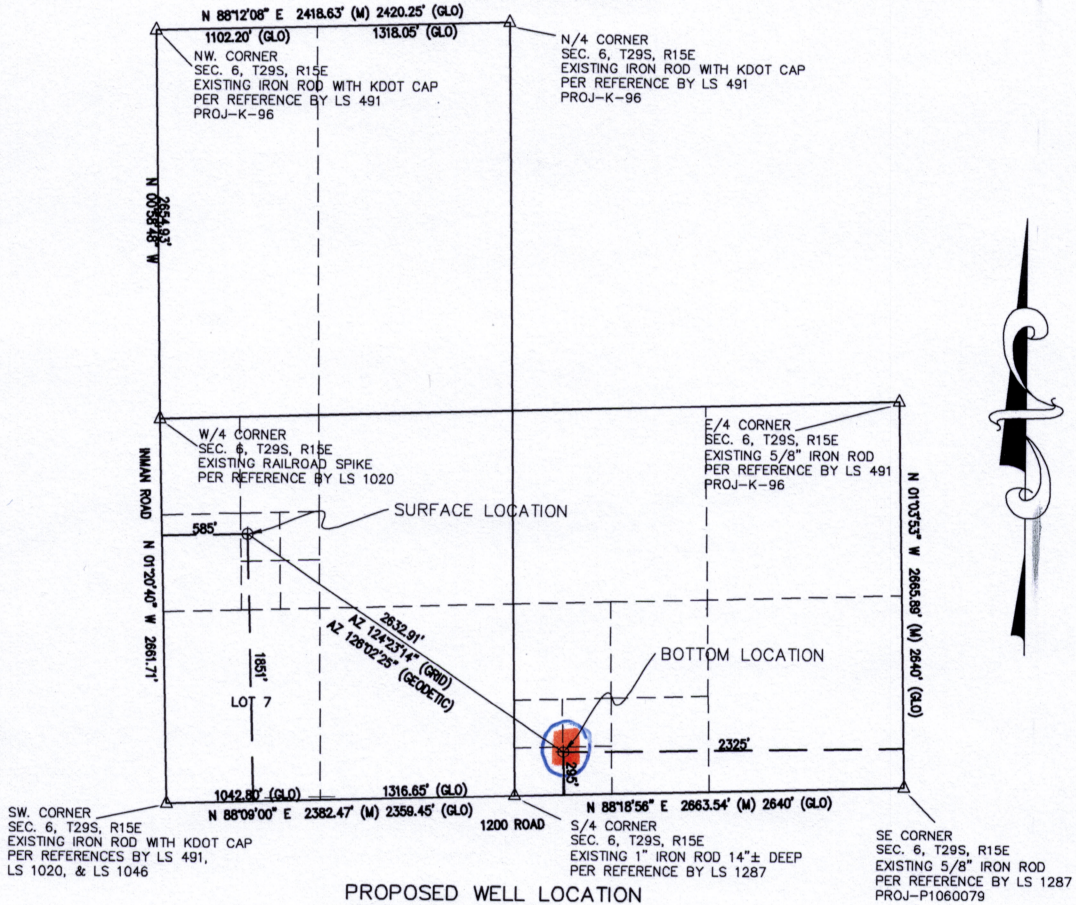 N 88°12'08" E 2418.63' (M) 2420.25' (GLO)
1102.20' (GLO)
1318.05' (GLO)
NW. CORNER
SEC. 6, T29S, R15E
EXISTING IRON ROD WITH KDOT CAP
PER REFERENCE BY LS 491
PROJ-K-96
N/4 CORNER
SEC. 6, T29S, R15E
EXISTING IRON ROD WITH KDOT CAP
PER REFERENCE BY LS 491
PROJ-K-96
2654.93'
N 00°58'48" W
W/4 CORNER
SEC. 6, T29S, R15E
EXISTING RAILROAD SPIKE
PER REFERENCE BY LS 1020
E/4 CORNER
SEC. 6, T29S, R15E
EXISTING 5/8" IRON ROD
PER REFERENCE BY LS 491
PROJ-K-96
INMAN ROAD N 01°20'40" W 2661.71'
585'
SURFACE LOCATION
N 01°03'53" W 2665.89' (M) 2640' (GLO)
2632.91'
AZ 124°23'14" (GRID)
AZ 126°02'25" (GEODETIC)
1851'
LOT 7
BOTTOM LOCATION
2325'
295'
1042.80' (GLO)
1316.65' (GLO)
N 88°09'00" E 2382.47' (M) 2359.45' (GLO)
1200 ROAD
N 88°18'56" E 2663.54' (M) 2640' (GLO)
SW. CORNER
SEC. 6, T29S, R15E
EXISTING IRON ROD WITH KDOT CAP
PER REFERENCES BY LS 491,
LS 1020, & LS 1046
S/4 CORNER
SEC. 6, T29S, R15E
EXISTING 1" IRON ROD 14"± DEEP
PER REFERENCE BY LS 1287
SE CORNER
SEC. 6, T29S, R15E
EXISTING 5/8" IRON ROD
PER REFERENCE BY LS 1287
PROJ-P1060079
PROPOSED WELL LOCATION